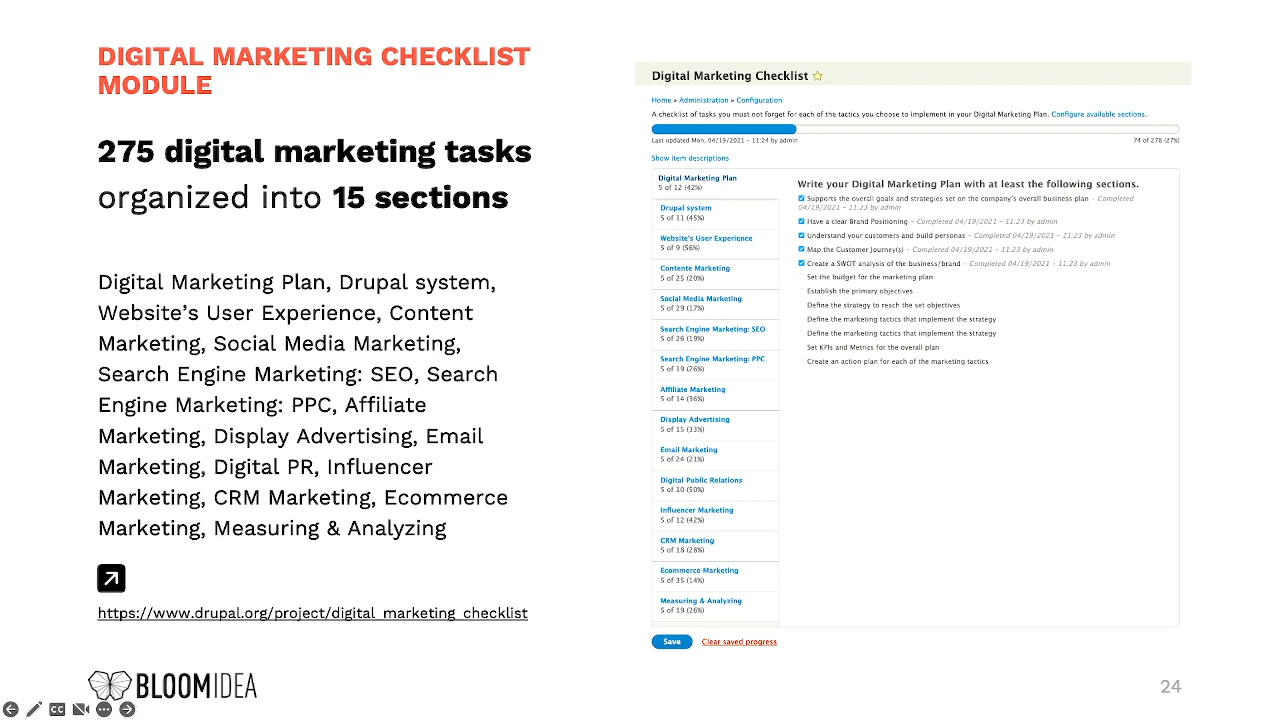 DIGITAL MARKETING CHECKLIST
MODULE
275 digital marketing tasks
organized into 15 sections
Digital Marketing Plan, Drupal system,
Website's User Experience, Content
Marketing, Social Media Marketing,
Search Engine Marketing: SEO, Search
Engine Marketing: PPC, Affiliate
Marketing, Display Advertising, Email
Marketing, Digital PR, Influencer
Marketing, CRM Marketing, Ecommerce
Marketing, Measuring & Analyzing
https://www.drupal.org/project/digital_marketing_checklist
BLOOMIDEA
Digital Marketing Checklist
Home » Administration » Configuration
A checklist of tasks you must not forget for each of the tactics you choose to implement in your Digital Marketing Plan. Configure available sections.
Last updated Mon, 04/19/2021 – 11:24 by admin
74 of 278 (27%)
Show item descriptions
Digital Marketing Plan
5 of 12 (42%)
Drupal system
5 of 11 (45%)
Website's User Experience
5 of 9 (56%)
Contente Marketing
5 of 25 (20%)
Social Media Marketing
5 of 29 (17%)
Search Engine Marketing: SEO
5 of 26 (19%)
Search Engine Marketing: PPC
5 of 19 (26%)
Affiliate Marketing
5 of 14 (36%)
Display Advertising
5 of 15 (33%)
Email Marketing
5 of 24 (21%)
Digital Public Relations
5 of 10 (50%)
Influencer Marketing
5 of 12 (42%)
CRM Marketing
5 of 18 (28%)
Ecommerce Marketing
5 of 35 (14%)
Measuring & Analyzing
5 of 19 (26%)
Write your Digital Marketing Plan with at least the following sections.
Supports the overall goals and strategies set on the company's overall business plan – Completed
04/19/2021 – 11:23 by admin
Have a clear Brand Positioning – Completed 04/19/2021 – 11:23 by admin
Understand your customers and build personas – Completed 04/19/2021 – 11:23 by admin
Map the Customer Journey(s) – Completed 04/19/2021 – 11:23 by admin
Create a SWOT analysis of the business/brand – Completed 04/19/2021 – 11:23 by admin
Set the budget for the marketing plan
Establish the primary objectives
Define the strategy to reach the set objectives
Define the marketing tactics that implement the strategy
Define the marketing tactics that implement the strategy
Set KPIs and Metrics for the overall plan
Create an action plan for each of the marketing tactics
Save
Clear saved progress
24
CC